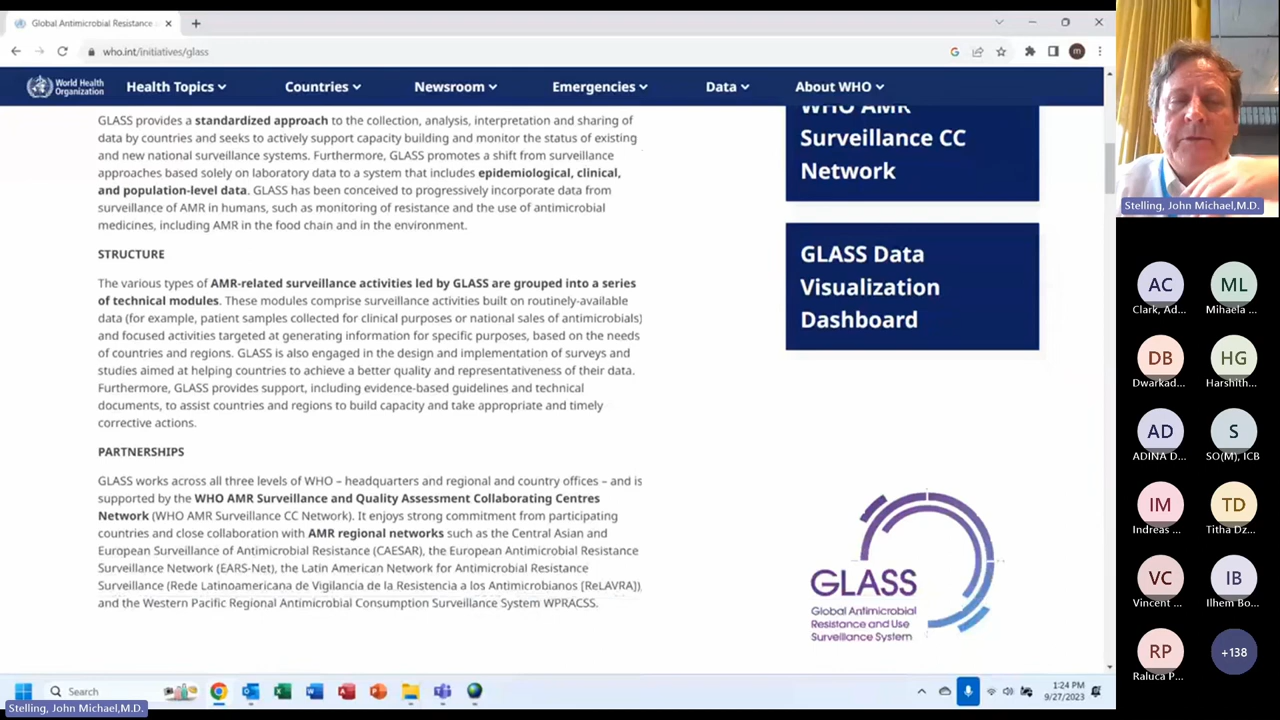 Global Antimicrobial Resistance
who.int/initiatives/glass
m
World Health
Organization
Health Topics
Countries
Newsroom
Emergencies
Data
About WHO
GLASS provides a standardized approach to the collection, analysis, interpretation and sharing of
data by countries and seeks to actively support capacity building and monitor the status of existing
and new national surveillance systems. Furthermore, GLASS promotes a shift from surveillance
approaches based solely on laboratory data to a system that includes epidemiological, clinical,
and population-level data. GLASS has been conceived to progressively incorporate data from
surveillance of AMR in humans, such as monitoring of resistance and the use of antimicrobial
medicines, including AMR in the food chain and in the environment.
STRUCTURE
The various types of AMR-related surveillance activities led by GLASS are grouped into a series
of technical modules. These modules comprise surveillance activities built on routinely-available
data (for example, patient samples collected for clinical purposes or national sales of antimicrobials)
and focused activities targeted at generating information for specific purposes, based on the needs
of countries and regions. GLASS is also engaged in the design and implementation of surveys and
studies aimed at helping countries to achieve a better quality and representativeness of their data.
Furthermore, GLASS provides support, including evidence-based guidelines and technical
documents, to assist countries and regions to build capacity and take appropriate and timely
corrective actions.
PARTNERSHIPS
GLASS works across all three levels of WHO – headquarters and regional and country offices – and is
supported by the WHO AMR Surveillance and Quality Assessment Collaborating Centres
Network (WHO AMR Surveillance CC Network). It enjoys strong commitment from participating
countries and close collaboration with AMR regional networks such as the Central Asian and
European Surveillance of Antimicrobial Resistance (CAESAR), the European Antimicrobial Resistance
Surveillance Network (EARS-Net), the Latin American Network for Antimicrobial Resistance
Surveillance (Rede Latinoamericana de Vigilancia de la Resistencia a los Antimicrobianos [ReLAVRA]),
and the Western Pacific Regional Antimicrobial Consumption Surveillance System WPRACSS.
WHO AMR
Surveillance CC
Network
GLASS Data
Visualization
Dashboard
GLASS
Global Antimicrobial
Resistance and Use
Surveillance System
Search
1:24 PM
9/27/2023
Stelling, John Michael,M.D.
Stelling, John Michael,M.D.
AC
Clark, Ad...
ML
Mihaela ...
DB
Dwarkad...
HG
Harshith...
AD
ADINA D...
S
SO(M), ICB
IM
Indreas ...
TD
Titha Dz...
VC
Vincent ...
IB
Ilhem Bo...
RP
Raluca P...
+138